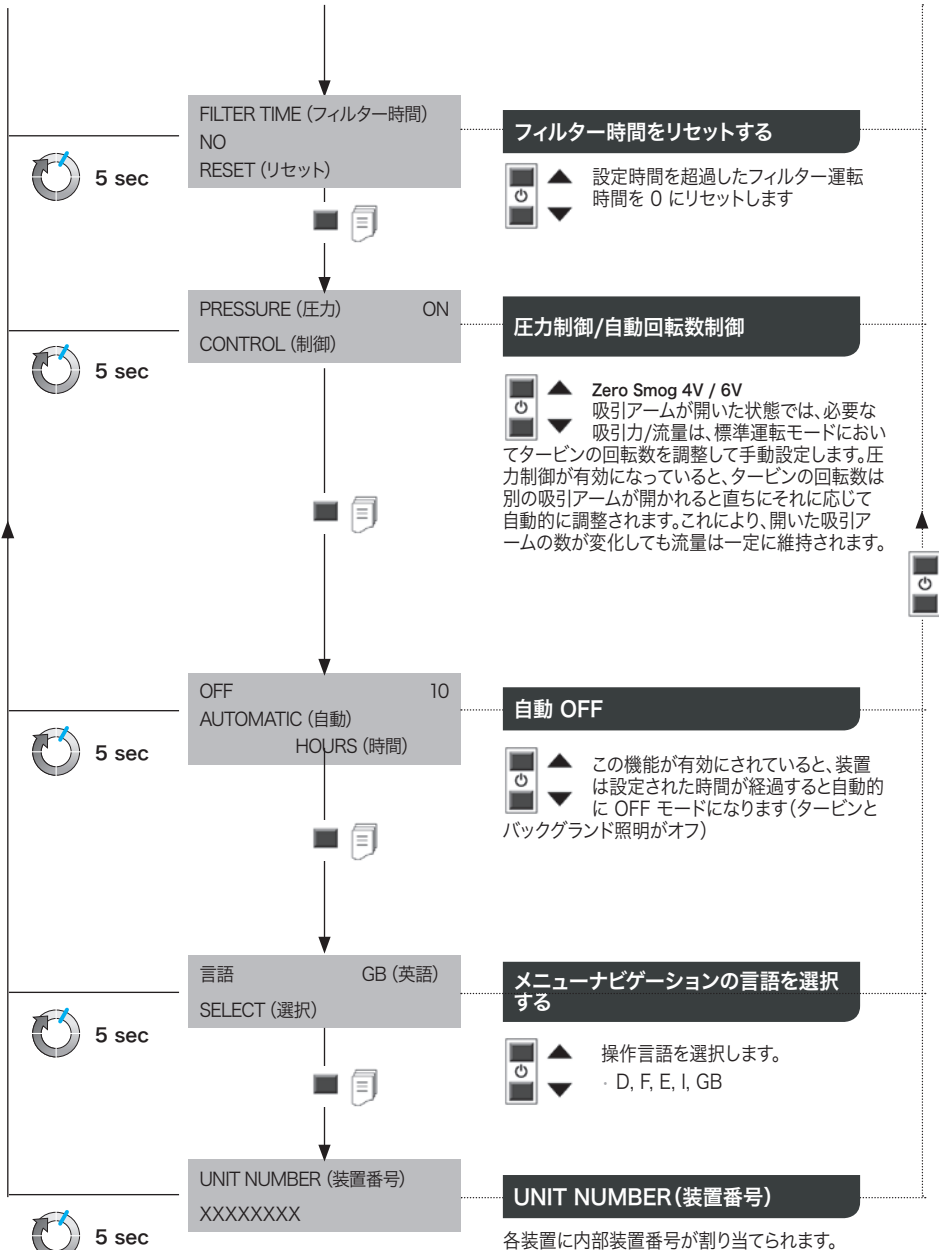 FILTER TIME (フィルター時間)
NO
RESET (リセット)
5 sec
フィルター時間をリセットする
設定時間を超過したフィルター運転
時間を 0 にリセットします
PRESSURE (圧力) ON
CONTROL (制御)
5 sec
圧力制御/自動回転数制御
Zero Smog 4V / 6V
吸引アームが開いた状態では、必要な
吸引力/流量は、標準運転モードにおい
てタービンの回転数を調整して手動設定します。圧
力制御が有効になっていると、タービンの回転数は
別の吸引アームが開かれると直ちにそれに応じて
自動的に調整されます。これにより、開いた吸引ア
ームの数が変化しても流量は一定に維持されます。
OFF 10
AUTOMATIC (自動)
HOURS (時間)
5 sec
自動 OFF
この機能が有効にされていると、装置
は設定された時間が経過すると自動的
に OFF モードになります(タービンと
バックグランド照明がオフ)
言語 GB (英語)
SELECT (選択)
5 sec
メニューナビゲーションの言語を選択
する
操作言語を選択します。
· D, F, E, I, GB
UNIT NUMBER (装置番号)
XXXXXXXX
5 sec
UNIT NUMBER(装置番号)
各装置に内部装置番号が割り当てられます。